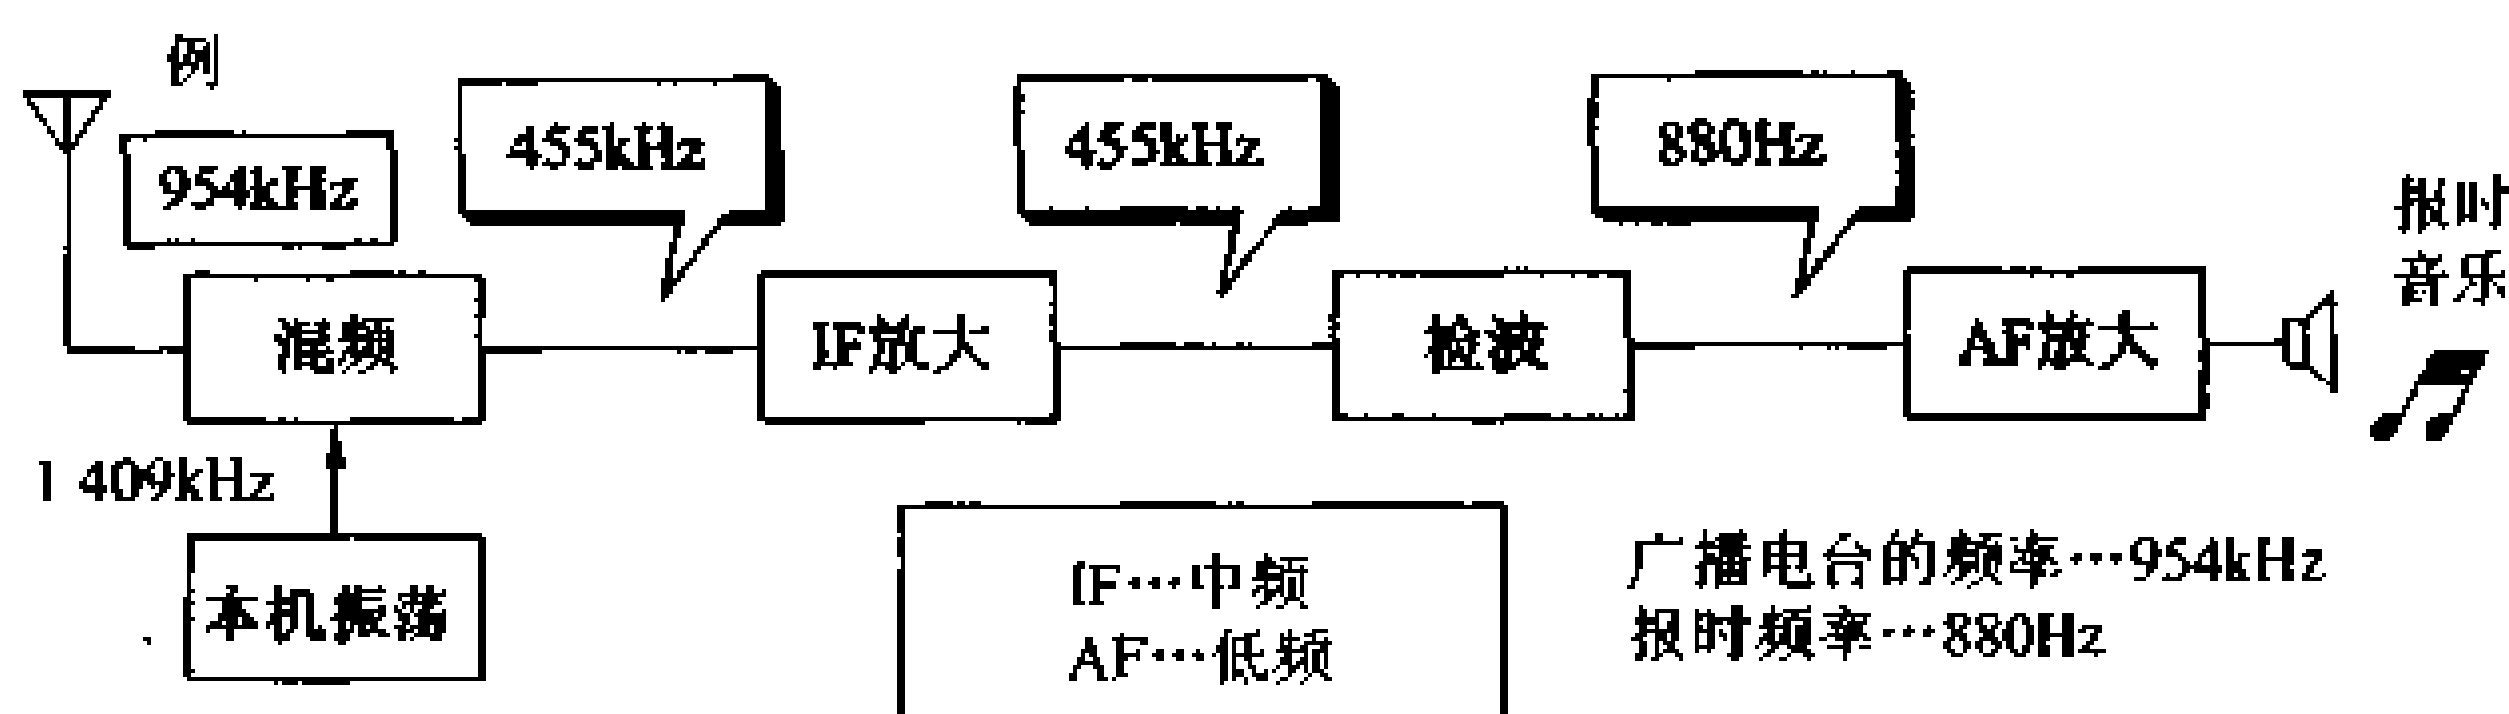 例
954kHz
455kHz
455kHz
880Hz
报时
音乐
混频
IF放大
检波
AF放大
1 409kHz
本机振荡
IF…中频
AF…低频
广播电台的频率…954kHz
报时频率…880Hz